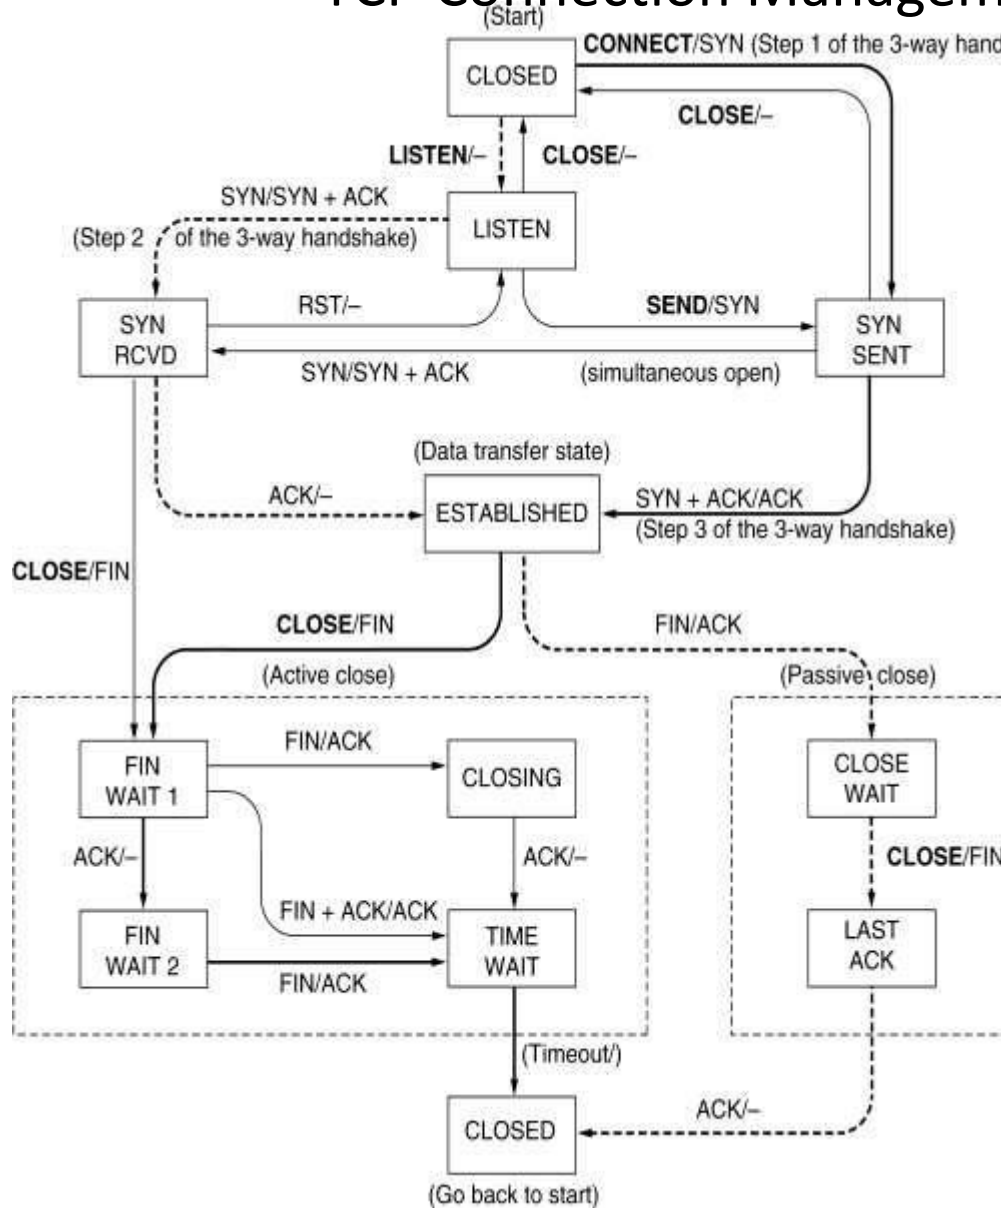 TCP Connection Managem
(Start)
CONNECT/SYN (Step 1 of the 3-way hand
CLOSED
CLOSE/–
LISTEN/–
CLOSE/–
SYN/SYN + ACK
LISTEN
(Step 2 of the 3-way handshake)
RST/–
SEND/SYN
SYN
RCVD
SYN
SENT
SYN/SYN + ACK
(simultaneous open)
(Data transfer state)
ACK/–
ESTABLISHED
SYN + ACK/ACK
(Step 3 of the 3-way handshake)
CLOSE/FIN
CLOSE/FIN
FIN/ACK
(Active close)
(Passive close)
FIN/ACK
FIN
WAIT 1
CLOSING
CLOSE
WAIT
ACK/–
ACK/–
CLOSE/FIN
FIN + ACK/ACK
FIN
WAIT 2
TIME
WAIT
LAST
ACK
FIN/ACK
(Timeout/)
CLOSED
ACK/–
(Go back to start)